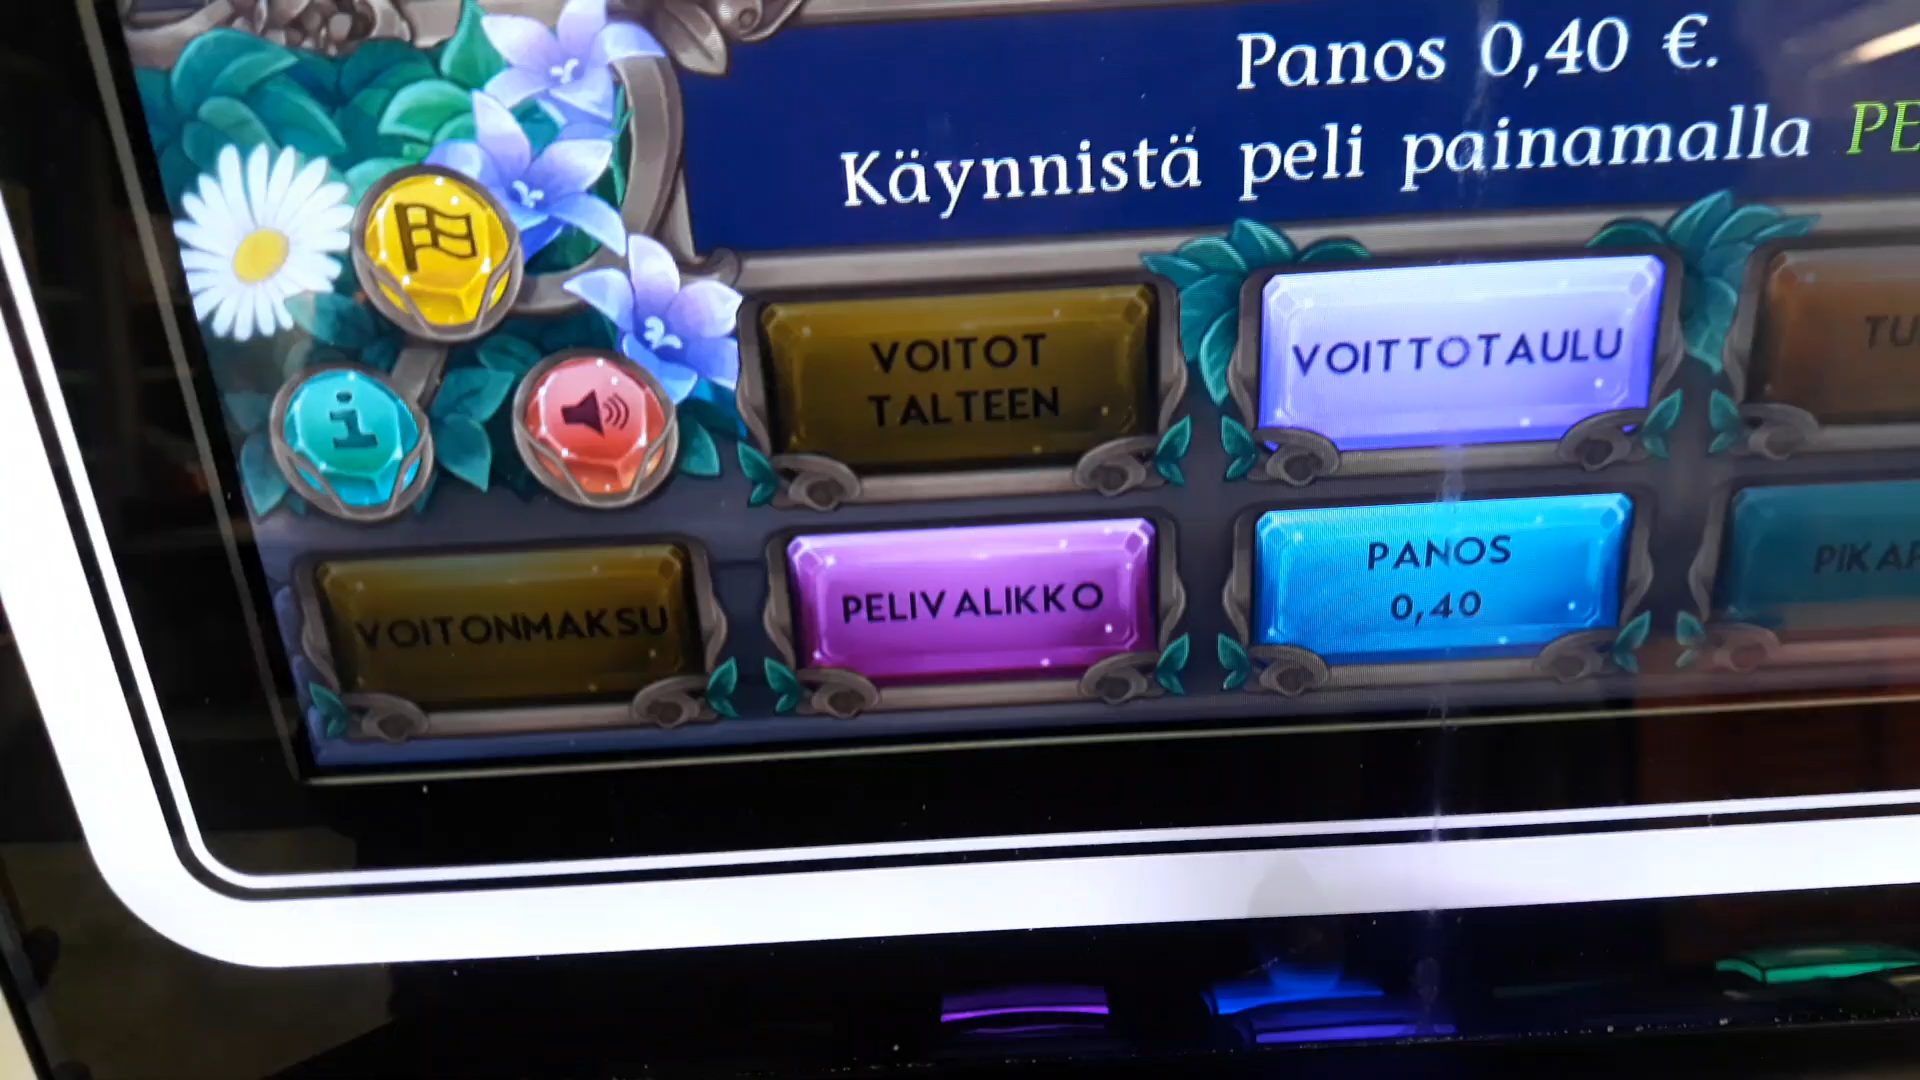 Panos 0,40 €.
Käynnistä peli painamalla
VOITOT
TALTEEN
VOITTOTAULU
VOITONMAKSU
PELIVALIKKO
PANOS
0,40